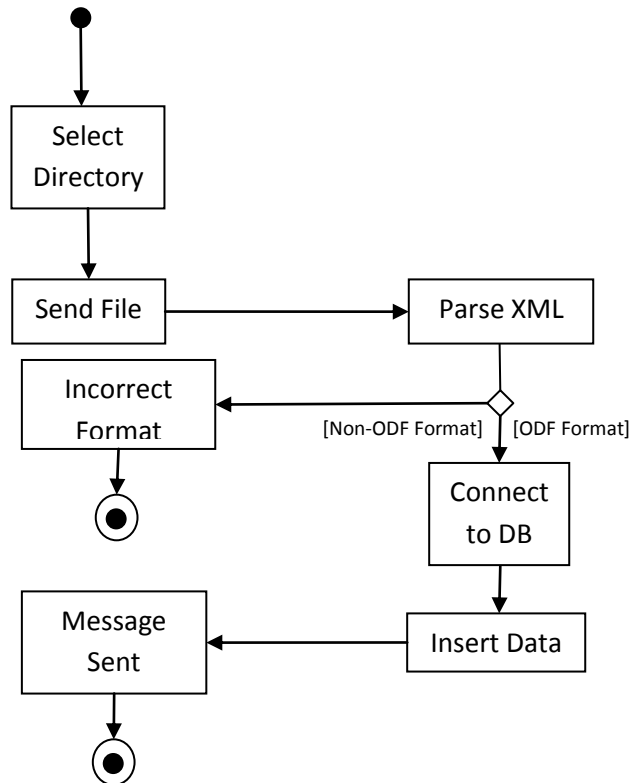 Select
Directory
Send File
Parse XML
Incorrect
Format
[Non-ODF Format]
[ODF Format]
Connect
to DB
Message
Sent
Insert Data